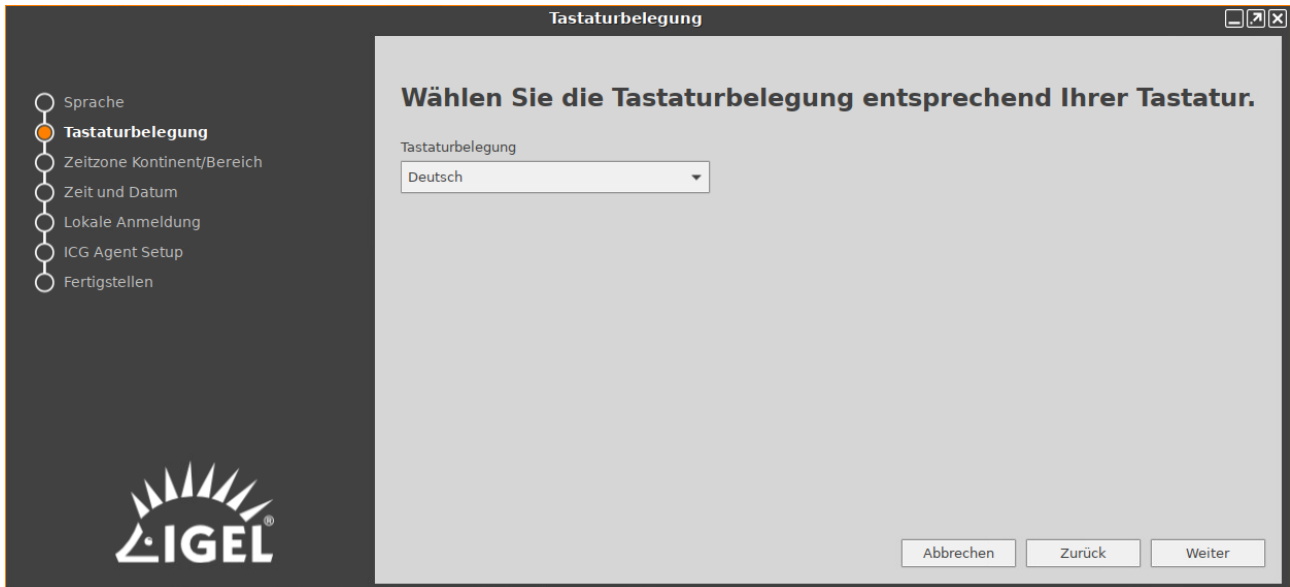 Tastaturbelegung
Sprache
Tastaturbelegung
Zeitzone Kontinent/Bereich
Zeit und Datum
Lokale Anmeldung
ICG Agent Setup
Fertigstellen
IGEL®
Wählen Sie die Tastaturbelegung entsprechend Ihrer Tastatur.
Tastaturbelegung
Deutsch
Abbrechen Zurück Weiter